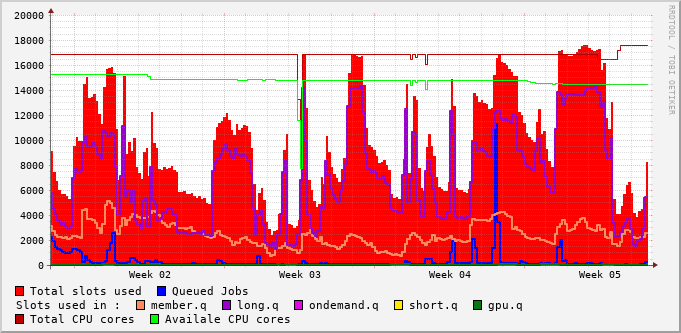 20000
18000
16000
14000
12000
10000
8000
6000
4000
2000
0
Week 02 Week 03 Week 04 Week 05
RRDTOOL / TOBI OETIKER
Total slots used Queued Jobs
Slots used in : member.q long.q ondemand.q short.q gpu.q
Total CPU cores Availale CPU cores